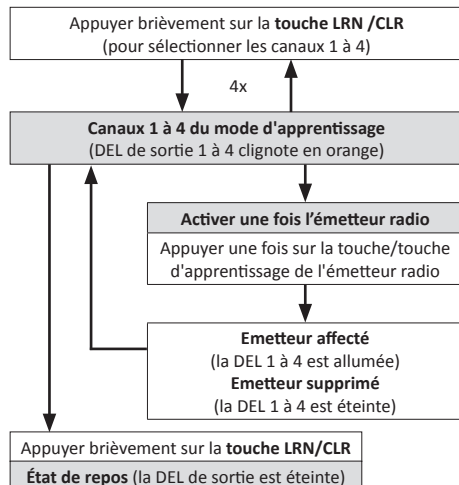 Appuyer brièvement sur la touche LRN /CLR
(pour sélectionner les canaux 1 à 4)
4x
Canaux 1 à 4 du mode d'apprentissage
(DEL de sortie 1 à 4 clignote en orange)
Activer une fois l’émetteur radio
Appuyer une fois sur la touche/touche
d'apprentissage de l'émetteur radio
Emetteur affecté
(la DEL 1 à 4 est allumée)
Emetteur supprimé
(la DEL 1 à 4 est éteinte)
Appuyer brièvement sur la touche LRN/CLR
État de repos (la DEL de sortie est éteinte)